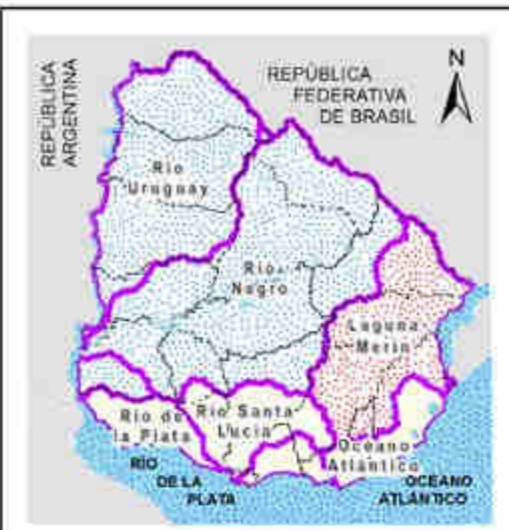 REPÚBLICA
ARGENTINA
REPÚBLICA
FEDERATIVA
DE BRASIL
N
Río
Uruguay
Río
Negro
Laguna
Merín
Río de
la Plata
Río Santa
Lucía
Océano
Atlántico
RÍO
DE LA
PLATA
OCEANO
ATLÁNTICO